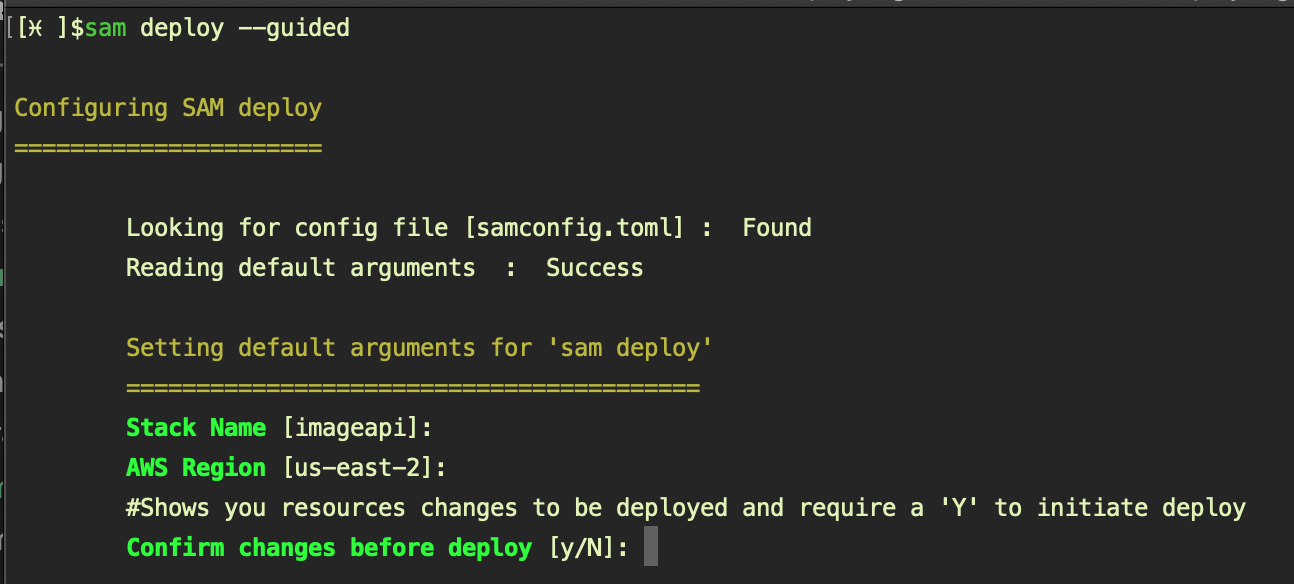 [[ℋ ]$sam deploy --guided
Configuring SAM deploy
======================
Looking for config file [samconfig.toml] :  Found
Reading default arguments  :  Success
Setting default arguments for 'sam deploy'
=========================================
Stack Name [imageapi]:
AWS Region [us-east-2]:
#Shows you resources changes to be deployed and require a 'Y' to initiate deploy
Confirm changes before deploy [y/N]: